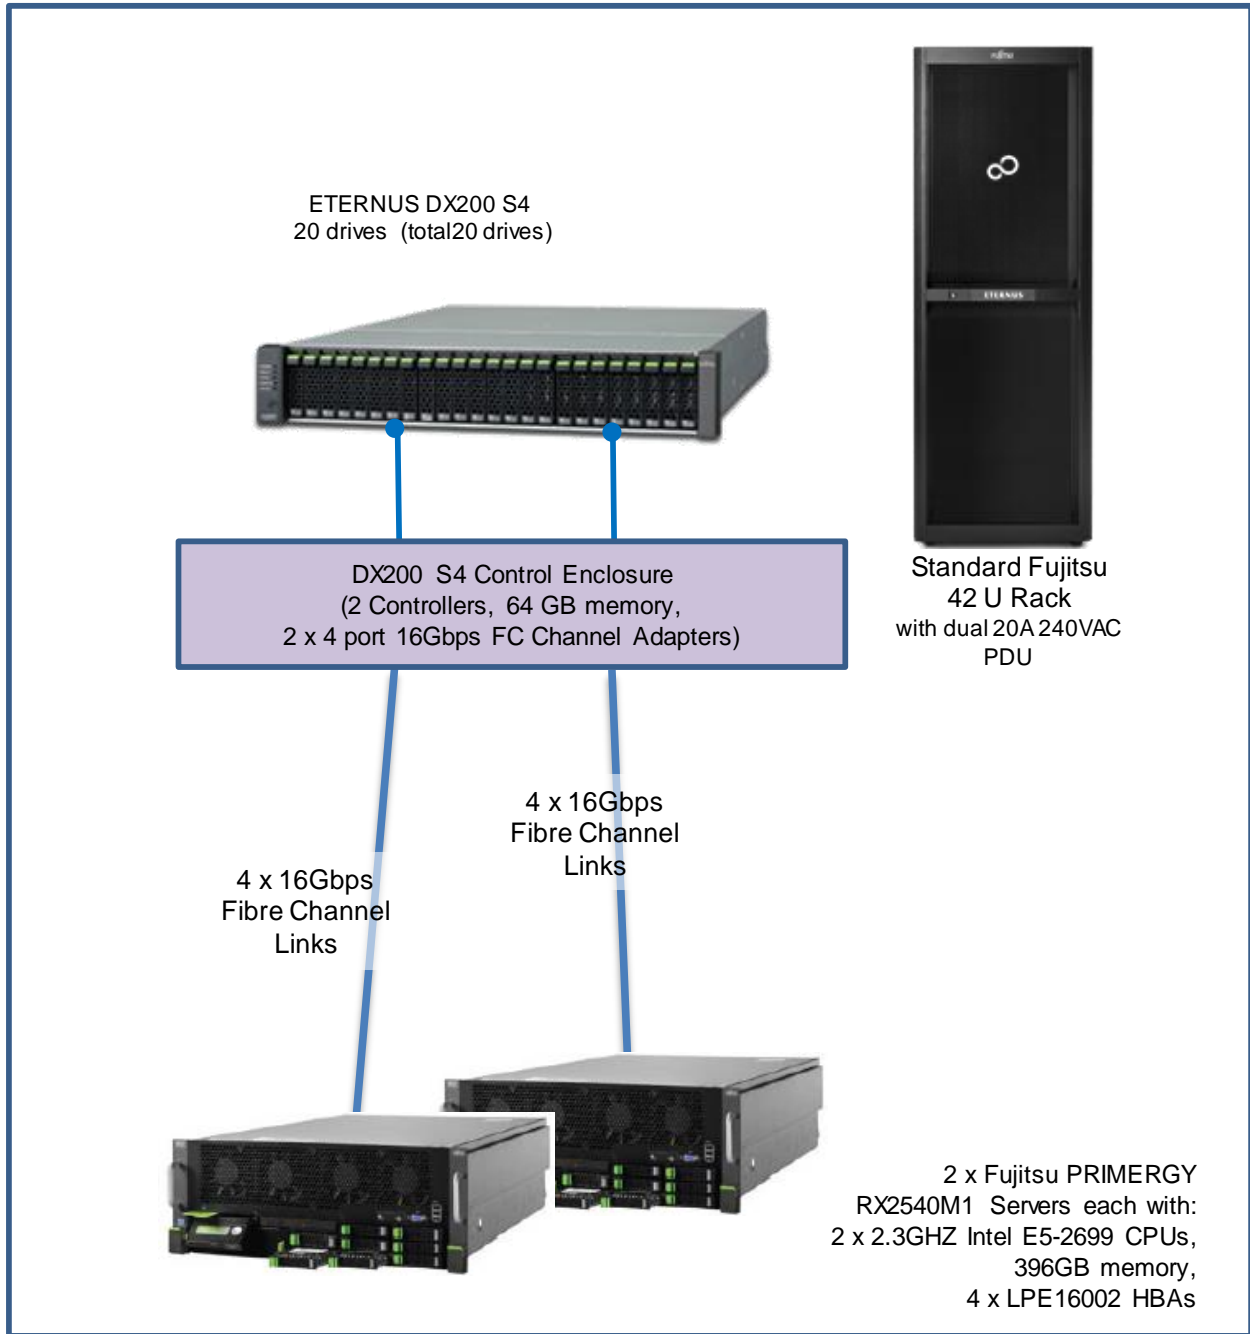 FUJITSU
ETERNUS DX200 S4
20 drives (total20 drives)
ETERNUS
DX200 S4 Control Enclosure
(2 Controllers, 64 GB memory,
2 x 4 port 16Gbps FC Channel Adapters)
Standard Fujitsu
42 U Rack
with dual 20A 240VAC
PDU
4 x 16Gbps
Fibre Channel
Links
4 x 16Gbps
Fibre Channel
Links
2 x Fujitsu PRIMERGY
RX2540M1 Servers each with:
2 x 2.3GHZ Intel E5-2699 CPUs,
396GB memory,
4 x LPE16002 HBAs